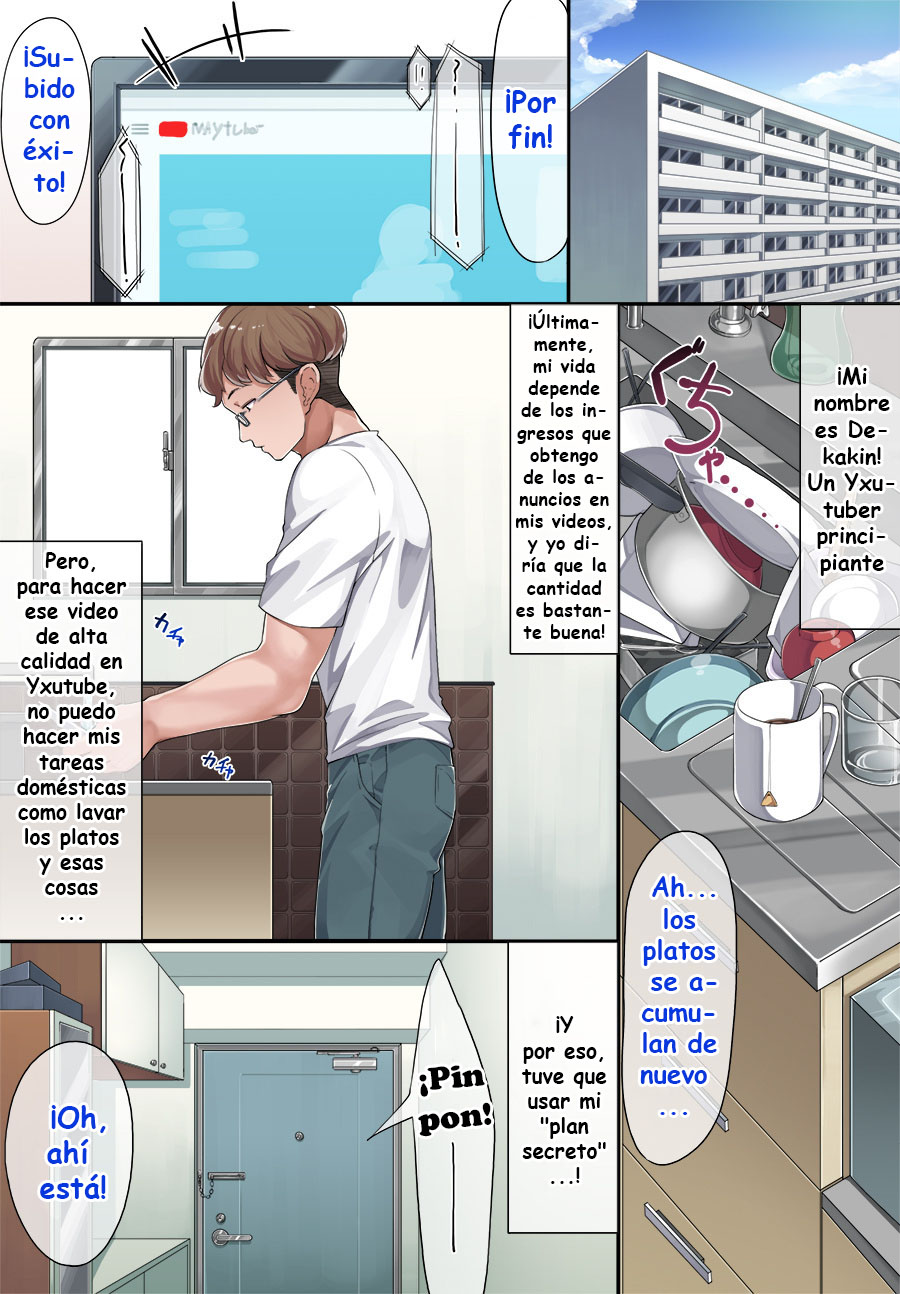 ¡Por
fin!
¡Su-
bido
con
éxi-
to!
¡Mi
nombre
es De-
kakin!
Un Yxu-
tuber
princi-
piante
¡Última-
mente,
mi vida
depende
de los in-
gresos que
obtengo
de los a-
nuncios en
mis videos,
y yo di-
ría que la
cantidad
es bastan-
te buena!
ぐちゃ.....
Ah...
los
platos
se a-
cumu-
lan de
nuevo
...
Pero,
para hacer
ese video
de alta
calidad en
Yxutube,
no puedo
hacer mis
tareas
domésticas
como lavar
los platos
y esas
cosas
...
カチャ
カチャ
¡Y
por eso,
tuve que
usar mi
"plan
secreto"
...!
¡Pin
pon!
¡Oh,
ahí
está!